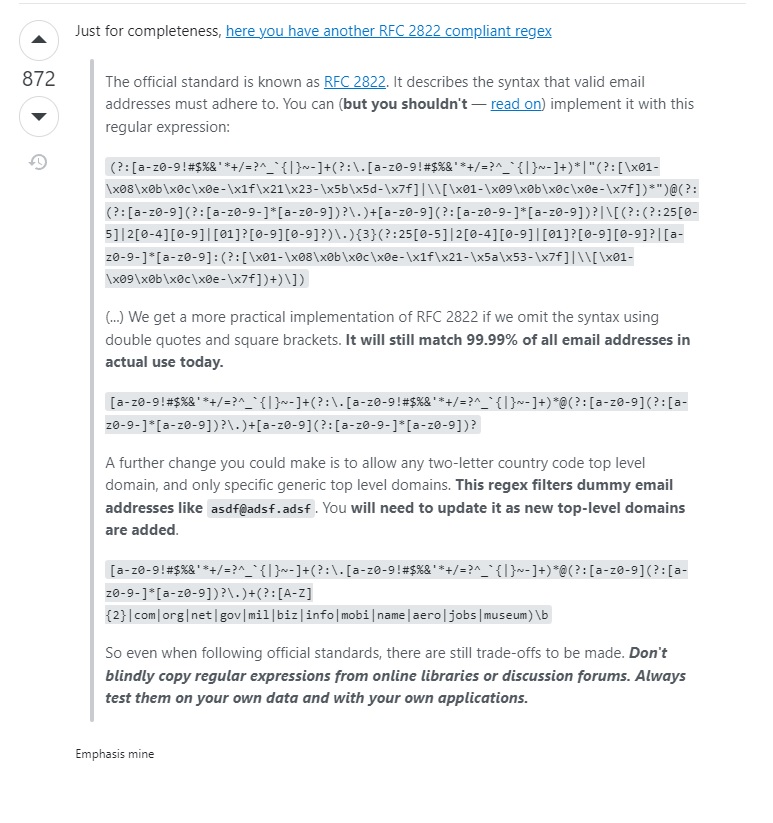 Just for completeness, here you have another RFC 2822 compliant regex
872
The official standard is known as RFC 2822. It describes the syntax that valid email
addresses must adhere to. You can (but you shouldn't — read on) implement it with this
regular expression:
(?:[a-z0-9!#$%&'*+/=?^_`{|}~-]+(?:\.[a-z0-9!#$%&'*+/=?^_`{|}~-]+)*|"(?:[\x01-
\x08\x0b\x0c\x0e-\x1f\x21\x23-\x5b\x5d-\x7f]|\\[\x01-\x09\x0b\x0c\x0e-\x7f])*")@(?:
(?:[a-z0-9](?:[a-z0-9-]*[a-z0-9])?\.)+[a-z0-9](?:[a-z0-9-]*[a-z0-9])?|\[(?:(?:25[0-
5]|2[0-4][0-9]|[01]?[0-9][0-9]?)\.){3}(?:25[0-5]|2[0-4][0-9]|[01]?[0-9][0-9]?|[a-
z0-9-]*[a-z0-9]:(?:[\x01-\x08\x0b\x0c\x0e-\x1f\x21-\x5a\x53-\x7f]|\\[\x01-
\x09\x0b\x0c\x0e-\x7f])+)\])
(...) We get a more practical implementation of RFC 2822 if we omit the syntax using
double quotes and square brackets. It will still match 99.99% of all email addresses in
actual use today.
[a-z0-9!#$%&'*+/=?^_`{|}~-]+(?:\.[a-z0-9!#$%&'*+/=?^_`{|}~-]+)*@(?:[a-z0-9](?:[a-
z0-9-]*[a-z0-9])?\.)+[a-z0-9](?:[a-z0-9-]*[a-z0-9])?
A further change you could make is to allow any two-letter country code top level
domain, and only specific generic top level domains. This regex filters dummy email
addresses like asdf@adsf.adsf. You will need to update it as new top-level domains
are added.
[a-z0-9!#$%&'*+/=?^_`{|}~-]+(?:\.[a-z0-9!#$%&'*+/=?^_`{|}~-]+)*@(?:[a-z0-9](?:[a-
z0-9-]*[a-z0-9])?\.)+(?:[A-Z]
{2}|com|org|net|gov|mil|biz|info|mobi|name|aero|jobs|museum)\b
So even when following official standards, there are still trade-offs to be made. Don't
blindly copy regular expressions from online libraries or discussion forums. Always
test them on your own data and with your own applications.
Emphasis mine